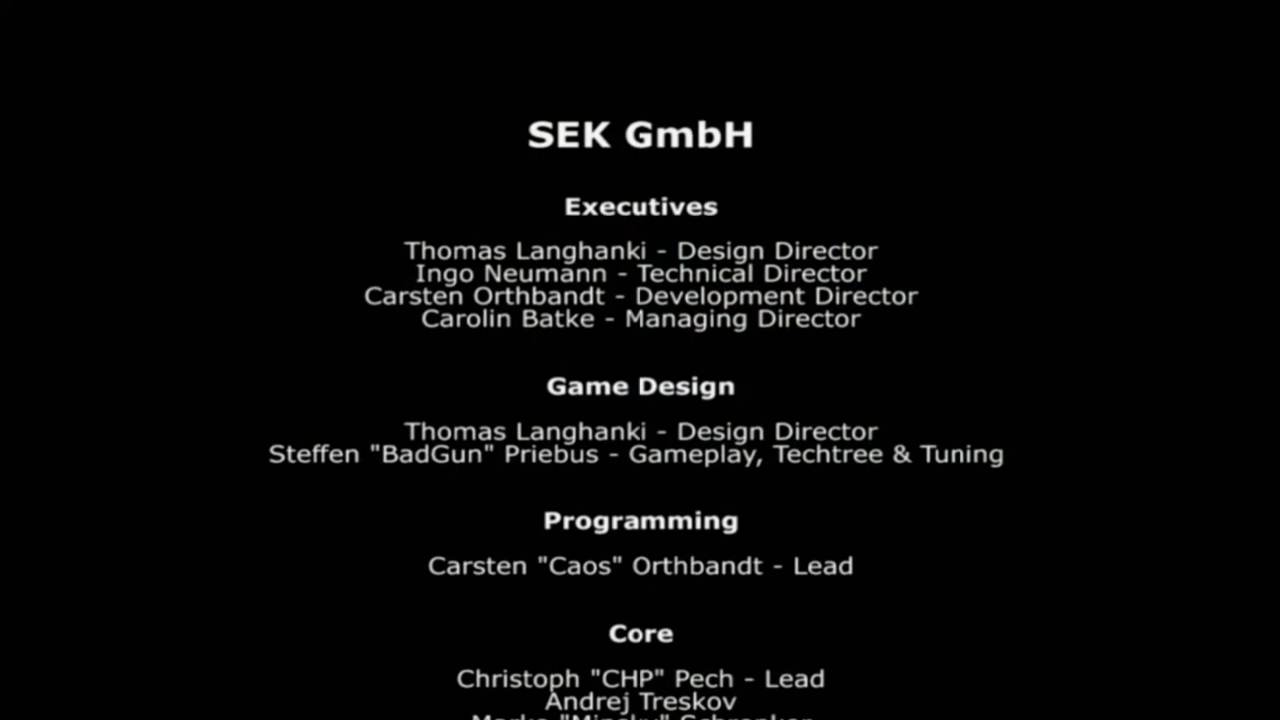 SEK GmbH
Executives
Thomas Langhanki - Design Director
Ingo Neumann - Technical Director
Carsten Orthbandt - Development Director
Carolin Batke - Managing Director
Game Design
Thomas Langhanki - Design Director
Steffen "BadGun" Priebus - Gameplay, Techtree & Tuning
Programming
Carsten "Caos" Orthbandt - Lead
Core
Christoph "CHP" Pech - Lead
Andrej Treskov